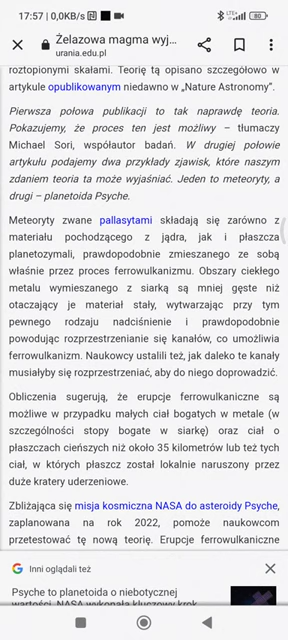 17:57 | 0,0KB/s
LTE+
80
Żelazowa magma wyj...
urania.edu.pl
roztopionymi skałami. Teorię tą opisano szczegółowo w
artykule opublikowanym niedawno w „Nature Astronomy”.
Pierwsza połowa publikacji to tak naprawdę teoria.
Pokazujemy, że proces ten jest możliwy – tłumaczy
Michael Sori, współautor badań. W drugiej połowie
artykułu podajemy dwa przykłady zjawisk, które naszym
zdaniem teoria ta może wyjaśniać. Jeden to meteoryty, a
drugi – planetoida Psyche.
Meteoryty zwane pallasytami składają się zarówno z
materiału pochodzącego z jądra, jak i płaszcza
planetozymali, prawdopodobnie zmieszanego ze sobą
właśnie przez proces ferrowulkanizmu. Obszary ciekłego
metalu wymieszanego z siarką są mniej gęste niż
otaczający je materiał stały, wytwarzając przy tym
pewnego rodzaju nadciśnienie i prawdopodobnie
powodując rozprzestrzenianie się kanałów, co umożliwia
ferrowulkanizm. Naukowcy ustalili też, jak daleko te kanały
musiałyby się rozprzestrzeniać, aby do niego doprowadzić.
Obliczenia sugerują, że erupcje ferrowulkaniczne są
możliwe w przypadku małych ciał bogatych w metale (w
szczególności stopy bogate w siarkę) oraz ciał o
płaszczach cieńszych niż około 35 kilometrów lub też tych
ciał, w których płaszcz został lokalnie naruszony przez
duże kratery uderzeniowe.
Zbliżająca się misja kosmiczna NASA do asteroidy Psyche,
zaplanowana na rok 2022, pomoże naukowcom
przetestować tę nową teorię. Erupcje ferrowulkaniczne
G Inni oglądali też
Psyche to planetoida o niebotycznej
wartości. NASA wykonała kluczowy krok